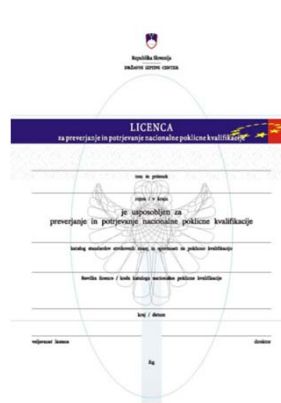 Republika Slovenija
DRŽAVNI IZPITNI CENTER
LICENCA
za preverjanje in potrjevanje nacionalne poklicne kvalifikacije
ime in priimek
rojen / v kraju
je usposobljen za
preverjanje in potrjevanje nacionalne poklicne kvalifikacije
katalog standardov strokovnih znanj in spretnosti za poklicno kvalifikacijo
številka licence / koda kataloga nacionalne poklicne kvalifikacije
kraj / datum
veljavnost licence
direktor
žig